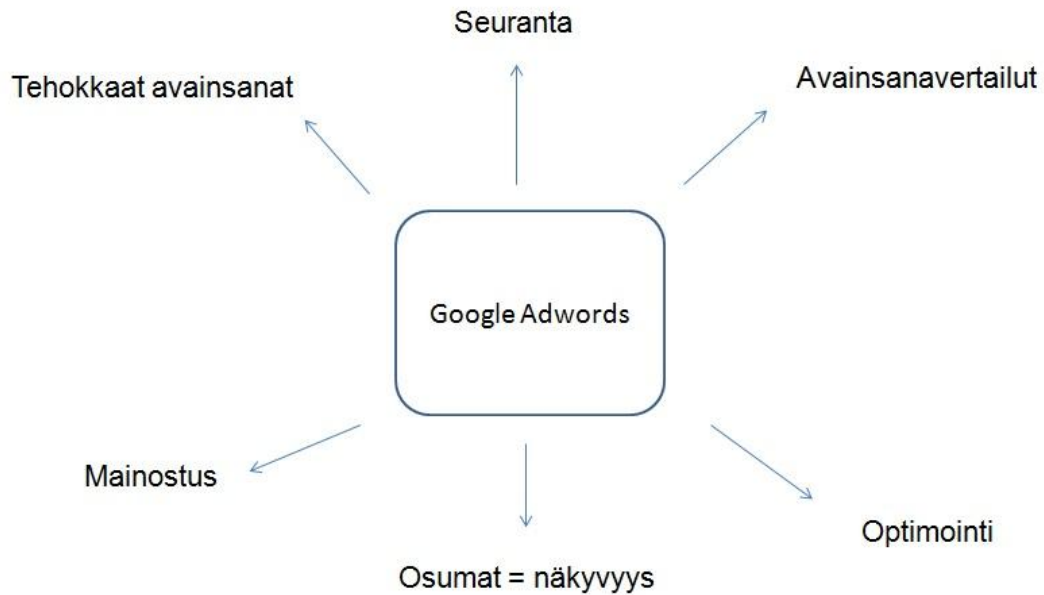 Seuranta
Tehokkaat avainsanat
Avainsanavertailut
Google Adwords
Mainostus
Optimointi
Osumat = näkyvyys